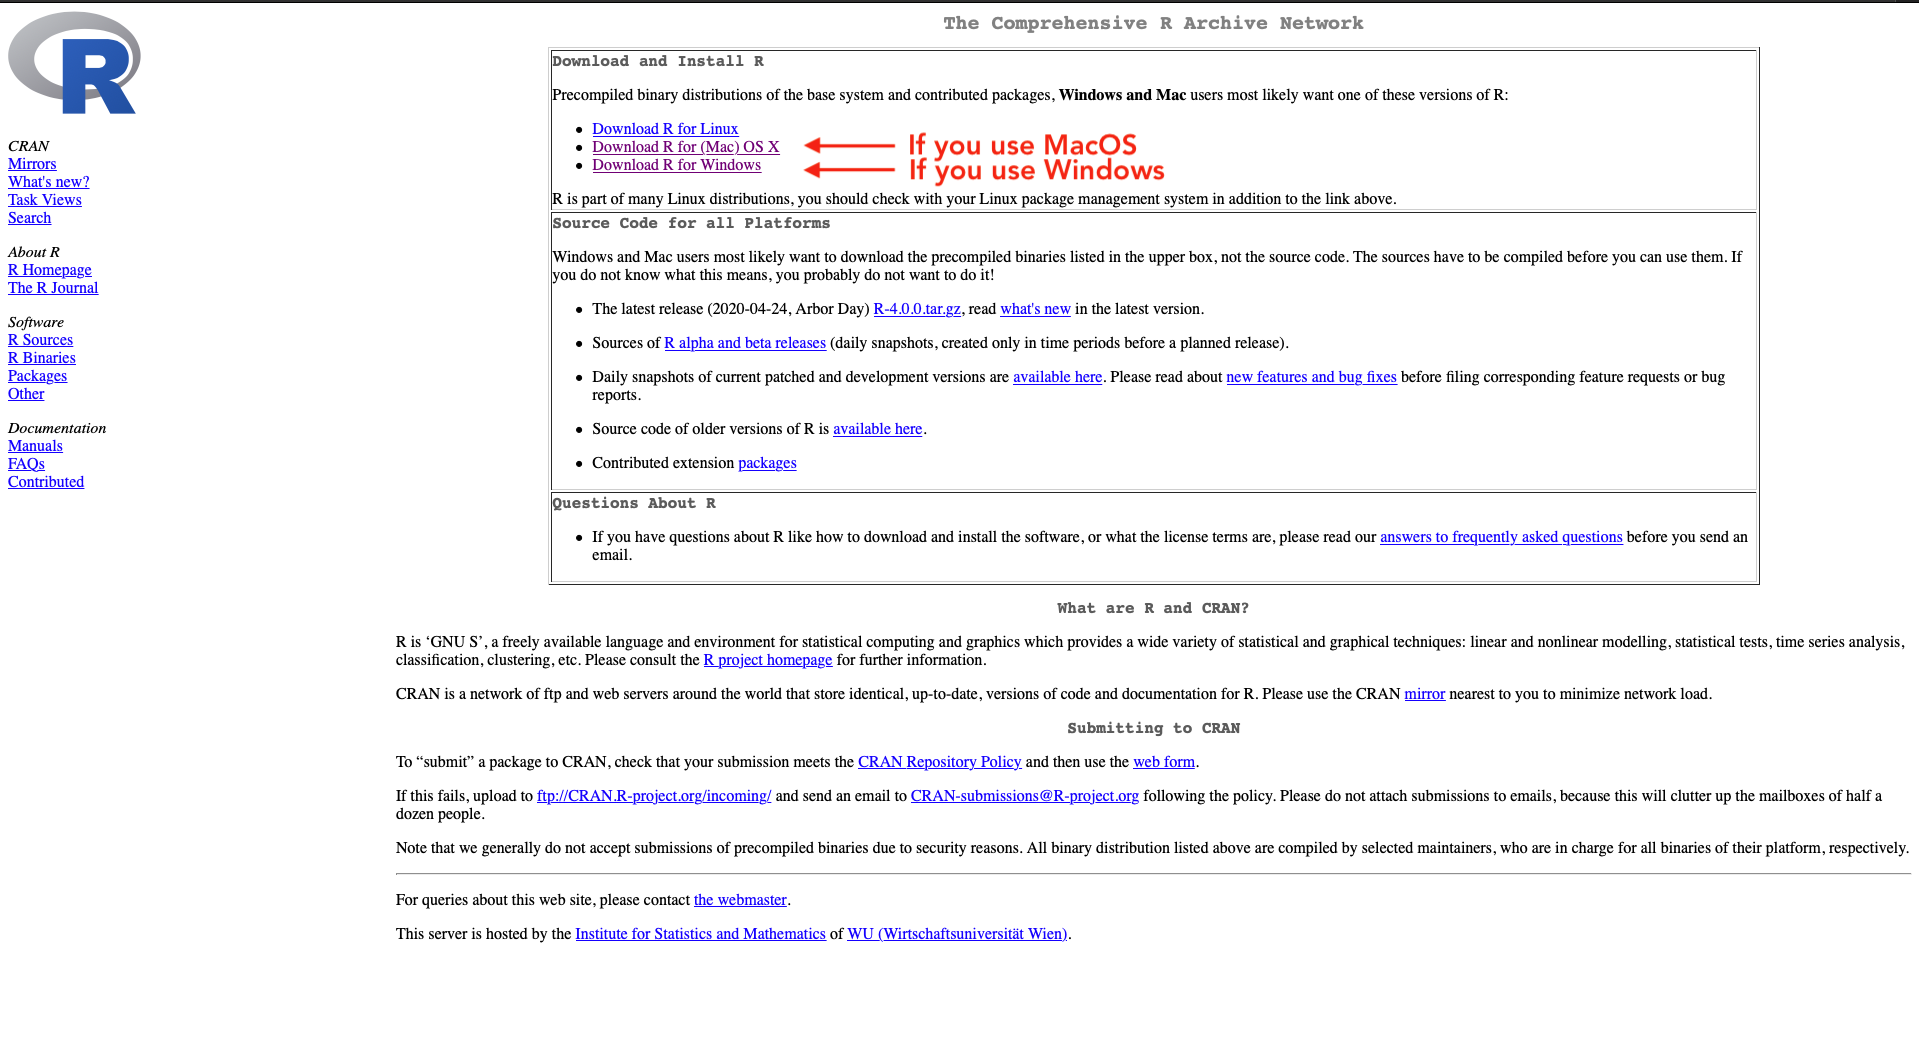 The Comprehensive R Archive Network
R
CRAN
Mirrors
What's new?
Task Views
Search
About R
R Homepage
The R Journal
Software
R Sources
R Binaries
Packages
Other
Documentation
Manuals
FAQs
Contributed
Download and Install R
Precompiled binary distributions of the base system and contributed packages, Windows and Mac users most likely want one of these versions of R:
Download R for Linux
Download R for (Mac) OS X If you use MacOS
Download R for Windows If you use Windows
R is part of many Linux distributions, you should check with your Linux package management system in addition to the link above.
Source Code for all Platforms
Windows and Mac users most likely want to download the precompiled binaries listed in the upper box, not the source code. The sources have to be compiled before you can use them. If
you do not know what this means, you probably do not want to do it!
The latest release (2020-04-24, Arbor Day) R-4.0.0.tar.gz, read what's new in the latest version.
Sources of R alpha and beta releases (daily snapshots, created only in time periods before a planned release).
Daily snapshots of current patched and development versions are available here. Please read about new features and bug fixes before filing corresponding feature requests or bug
reports.
Source code of older versions of R is available here.
Contributed extension packages
Questions About R
If you have questions about R like how to download and install the software, or what the license terms are, please read our answers to frequently asked questions before you send an
email.
What are R and CRAN?
R is ‘GNU S’, a freely available language and environment for statistical computing and graphics which provides a wide variety of statistical and graphical techniques: linear and nonlinear modelling, statistical tests, time series analysis,
classification, clustering, etc. Please consult the R project homepage for further information.
CRAN is a network of ftp and web servers around the world that store identical, up-to-date, versions of code and documentation for R. Please use the CRAN mirror nearest to you to minimize network load.
Submitting to CRAN
To “submit” a package to CRAN, check that your submission meets the CRAN Repository Policy and then use the web form.
If this fails, upload to ftp://CRAN.R-project.org/incoming/ and send an email to CRAN-submissions@R-project.org following the policy. Please do not attach submissions to emails, because this will clutter up the mailboxes of half a
dozen people.
Note that we generally do not accept submissions of precompiled binaries due to security reasons. All binary distribution listed above are compiled by selected maintainers, who are in charge for all binaries of their platform, respectively.
For queries about this web site, please contact the webmaster.
This server is hosted by the Institute for Statistics and Mathematics of WU (Wirtschaftsuniversität Wien).